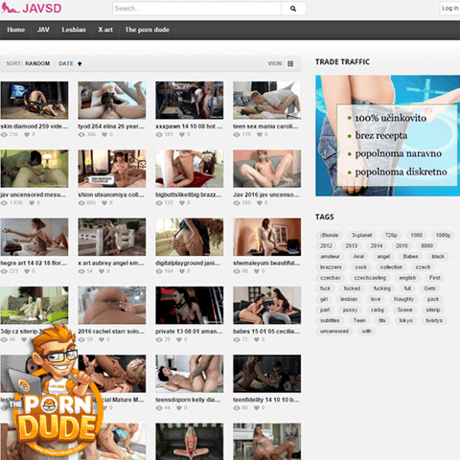 JAVSD
Search...
Log In
Home
JAV
Lesbian
X-art
The porn dude
SORT: RANDOM | DATE
VIEW:
skin diamond 259 vide...
tyod 264 elina 26 year...
xxxpawn 14 10 08 hot ...
teen sex mania caroli...
jav uncensored mesu...
shion utsunomiya coll...
bigbuttslikeitbig brazz...
Jav 2016 jav uncenso...
hegre art 14 02 18 flor...
x art aubrey angel sm...
digitalplayground jani...
shemaleyum beautiful...
3dp cz siterip 3...
2016 rachel starr solo...
private 13 08 01 aman...
babes 15 01 05 cecilia...
teensdoporn kelly dia...
teenfidelity 14 10 10 b...
TRADE TRAFFIC
100% učinkovito
brez recepta
popolnoma naravno
popolnoma diskretno
TAGS
(Blonde 3xplanet 720p 1080 1080p
2012 2013 2014 2015 8000
amateur Anal angel Babes black
brazzers cock collection czech
czechav czechcasting english First
fuck fucked fucking full Gets
girl lesbian love Naughty pack
part pussy rarbg Scene siterip
subtitles Teen tits tokyo twistys
uncensored with
THE
PORN
DUDE